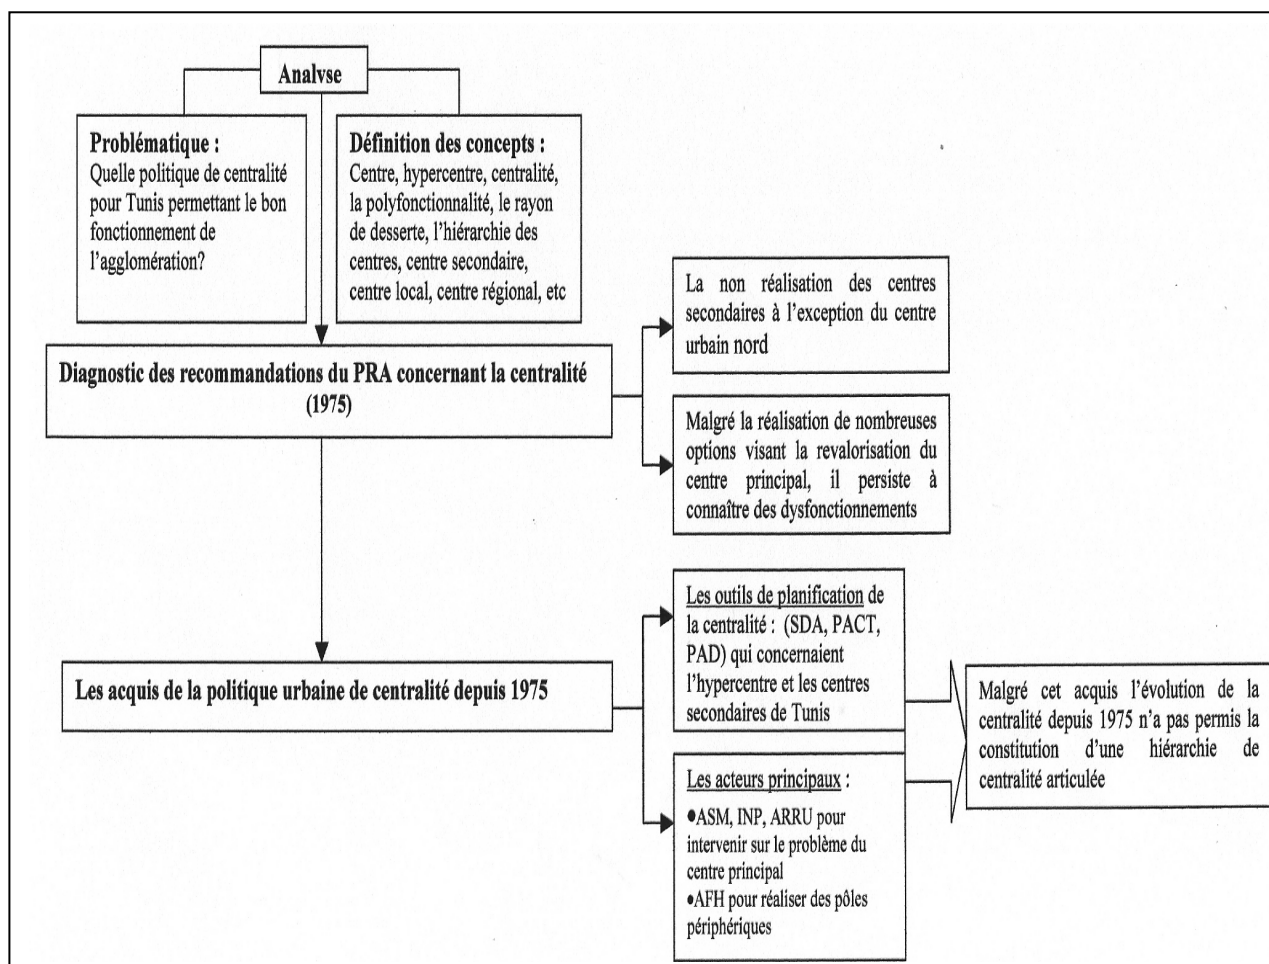 Analyse
Problématique :
Quelle politique de centralité
pour Tunis permettant le bon
fonctionnement de
l'agglomération?
Définition des concepts :
Centre, hypercentre, centralité,
la polyfonctionnalité, le rayon
de desserte, l'hiérarchie des
centres, centre secondaire,
centre local, centre régional, etc
La non réalisation des centres
secondaires à l'exception du centre
urbain nord
Diagnostic des recommandations du PRA concernant la centralité
(1975)
Malgré la réalisation de nombreuses
options visant la revalorisation du
centre principal, il persiste à
connaître des dysfonctionnements
Les outils de planification de
la centralité : (SDA, PACT,
PAD) qui concernaient
l'hypercentre et les centres
secondaires de Tunis
Les acquis de la politique urbaine de centralité depuis 1975
Malgré cet acquis l'évolution de la
centralité depuis 1975 n'a pas permis la
constitution d'une hiérarchie de
centralité articulée
Les acteurs principaux :
●ASM, INP, ARRU pour
intervenir sur le problème du
centre principal
●AFH pour réaliser des pôles
périphériques